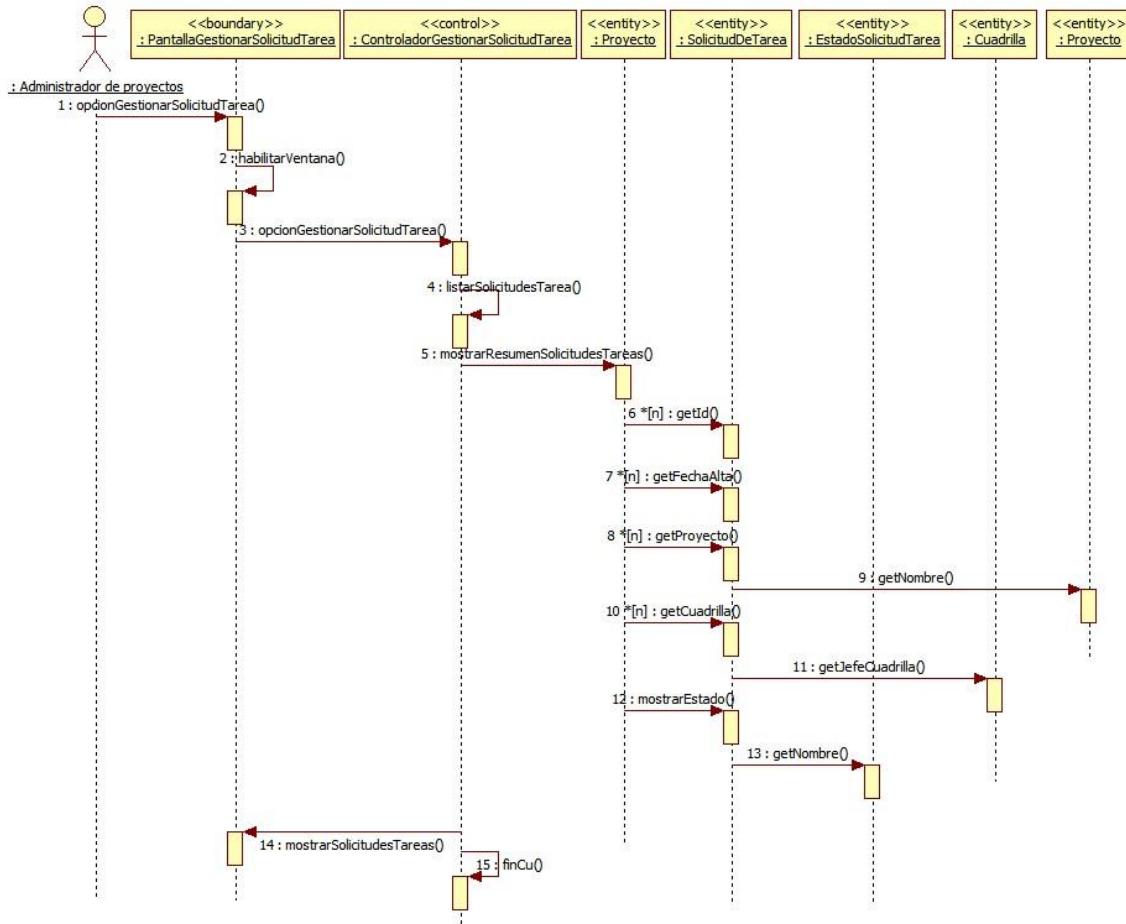 <<boundary>>
: PantallaGestionarSolicitudTarea
<<control>>
: ControladorGestionarSolicitudTarea
<<entity>>
: Proyecto
<<entity>>
: SolicitudDeTarea
<<entity>>
: EstadoSolicitudTarea
<<entity>>
: Cuadrilla
<<entity>>
: Proyecto
: Administrador de proyectos
1 : opcionGestionarSolicitudTarea()
2 : habilitarVentana()
3 : opcionGestionarSolicitudTarea()
4 : listarSolicitudesTarea()
5 : mostrarResumenSolicitudesTareas()
6 *[n] : getId()
7 *[n] : getFechaAlta()
8 *[n] : getProyecto()
9 : getNombre()
10 *[n] : getCuadrilla()
11 : getJefeCuadrilla()
12 : mostrarEstado()
13 : getNombre()
14 : mostrarSolicitudesTareas()
15 : finCu()